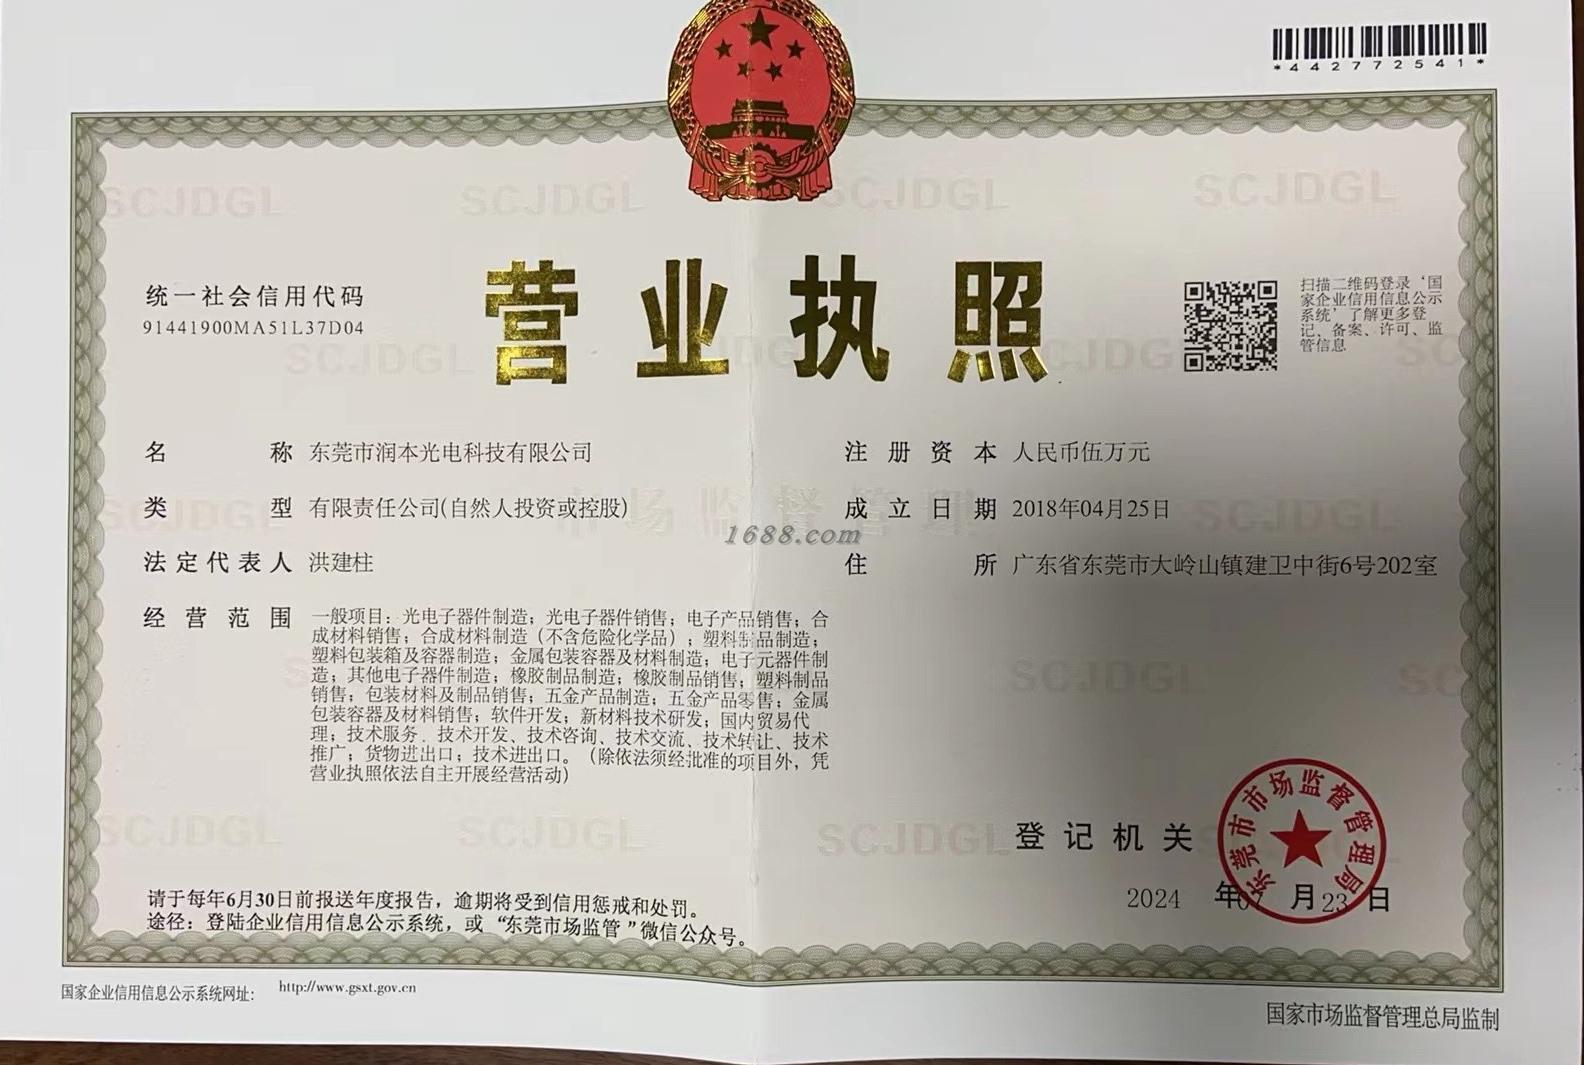 *442772541*
营业执照
统一社会信用代码
91441900MA51L37D04
扫描二维码登录‘国
家企业信用信息公示
系统’了解更多登
记、备案、许可、监
管信息
名称 东莞市润本光电科技有限公司
类型 有限责任公司(自然人投资或控股)
法定代表人 洪建柱
经营范围 一般项目：光电子器件制造；光电子器件销售；电子产品销售；合
成材料销售；合成材料制造（不含危险化学品）；塑料制品制造；
塑料包装箱及容器制造；金属包装容器及材料制造；电子元器件制
造；其他电子器件制造；橡胶制品制造；橡胶制品销售；塑料制品
销售；包装材料及制品销售；五金产品制造；五金产品零售；金属
包装容器及材料销售；软件开发；新材料技术研发；国内贸易代
理；技术服务、技术开发、技术咨询、技术交流、技术转让、技术
推广；货物进出口；技术进出口。（除依法须经批准的项目外，凭
营业执照依法自主开展经营活动）
注册资本 人民币伍万元
成立日期 2018年04月25日
住所 广东省东莞市大岭山镇建卫中街6号202室
市场监督管理
1688.com
SCJDGL
登记机关
东莞市市场监督管理局
2024 年07 月23 日
请于每年6月30日前报送年度报告，逾期将受到信用惩戒和处罚。
途径：登陆企业信用信息公示系统，或“东莞市场监管”微信公众号。
国家企业信用信息公示系统网址： http://www.gsxt.gov.cn
国家市场监督管理总局监制